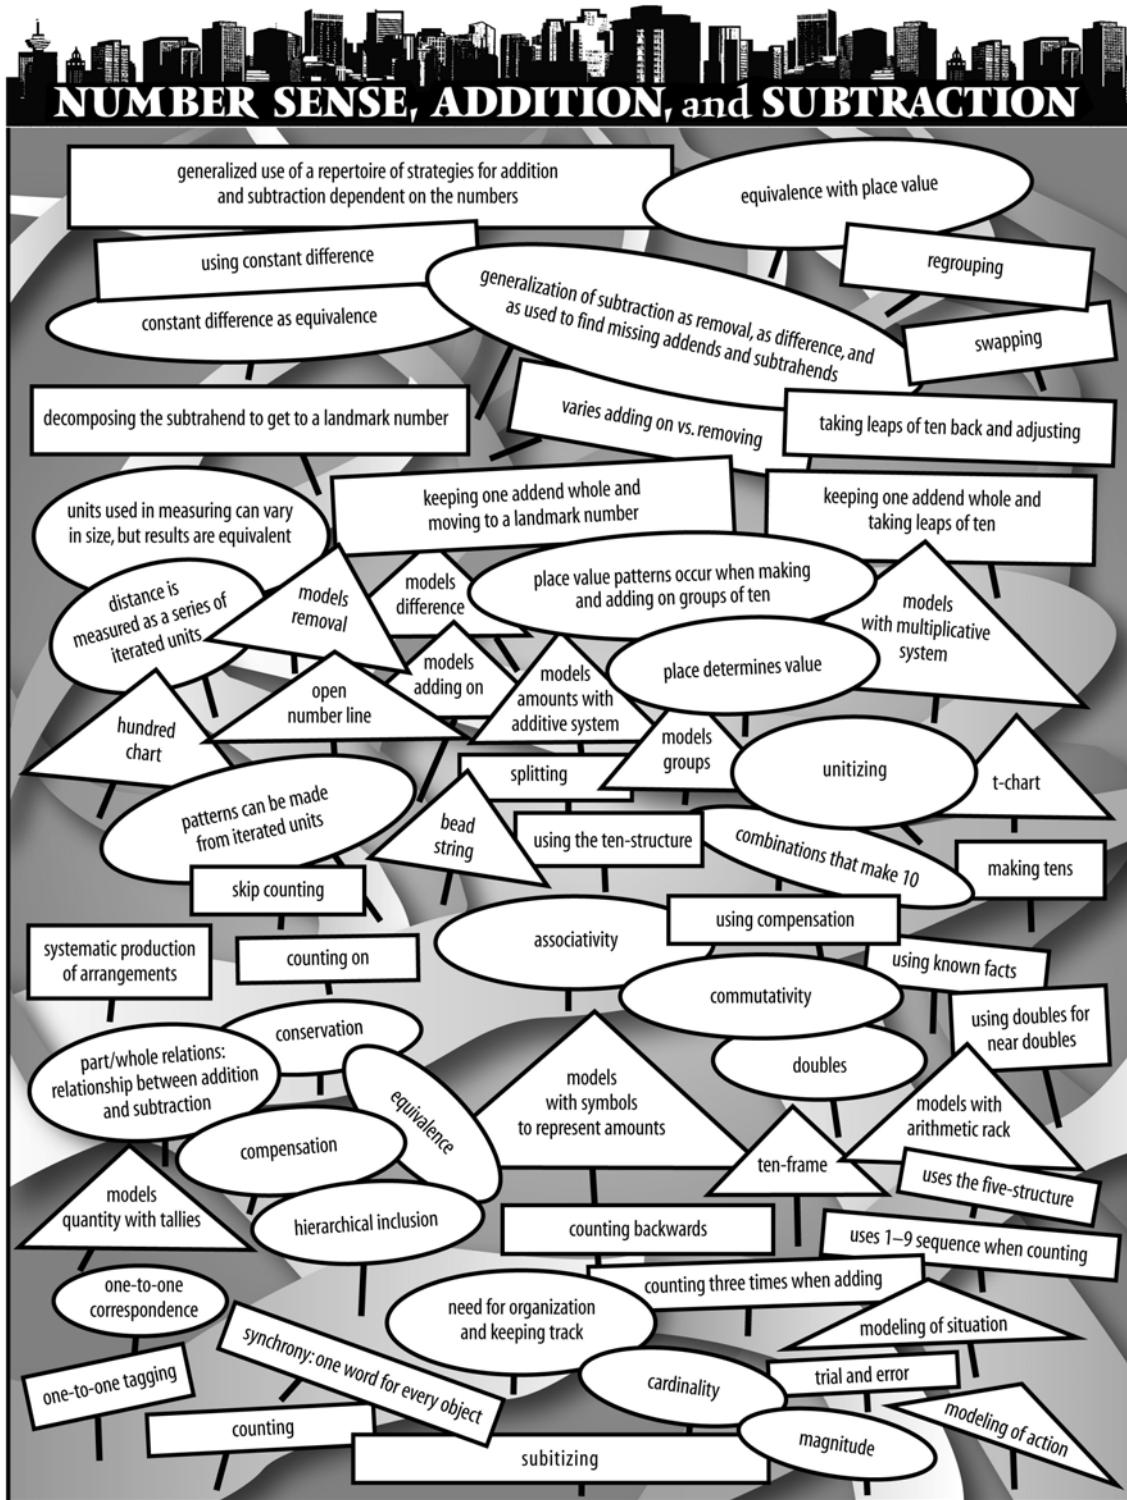 NUMBER SENSE, ADDITION, and SUBTRACTION
generalized use of a repertoire of strategies for addition
and subtraction dependent on the numbers
equivalence with place value
using constant difference
regrouping
constant difference as equivalence
generalization of subtraction as removal, as difference, and
as used to find missing addends and subtrahends
swapping
decomposing the subtrahend to get to a landmark number
varies adding on vs. removing
taking leaps of ten back and adjusting
units used in measuring can vary
in size, but results are equivalent
keeping one addend whole and
moving to a landmark number
keeping one addend whole and
taking leaps of ten
distance is
measured as a series of
iterated units
models
removal
models
difference
place value patterns occur when making
and adding on groups of ten
models
with multiplicative
system
hundred
chart
open
number line
models
adding on
models
amounts with
additive system
place determines value
models
groups
splitting
unitizing
t-chart
patterns can be made
from iterated units
bead
string
using the ten-structure
combinations that make 10
making tens
skip counting
systematic production
of arrangements
counting on
associativity
using compensation
using known facts
conservation
commutativity
using doubles for
near doubles
part/whole relations:
relationship between addition
and subtraction
equivalence
models
with symbols
to represent amounts
doubles
models with
arithmetic rack
compensation
ten-frame
uses the five-structure
models
quantity with tallies
hierarchical inclusion
counting backwards
uses 1–9 sequence when counting
one-to-one
correspondence
need for organization
and keeping track
counting three times when adding
modeling of situation
one-to-one tagging
synchrony: one word for every object
cardinality
trial and error
counting
modeling of action
subitizing
magnitude